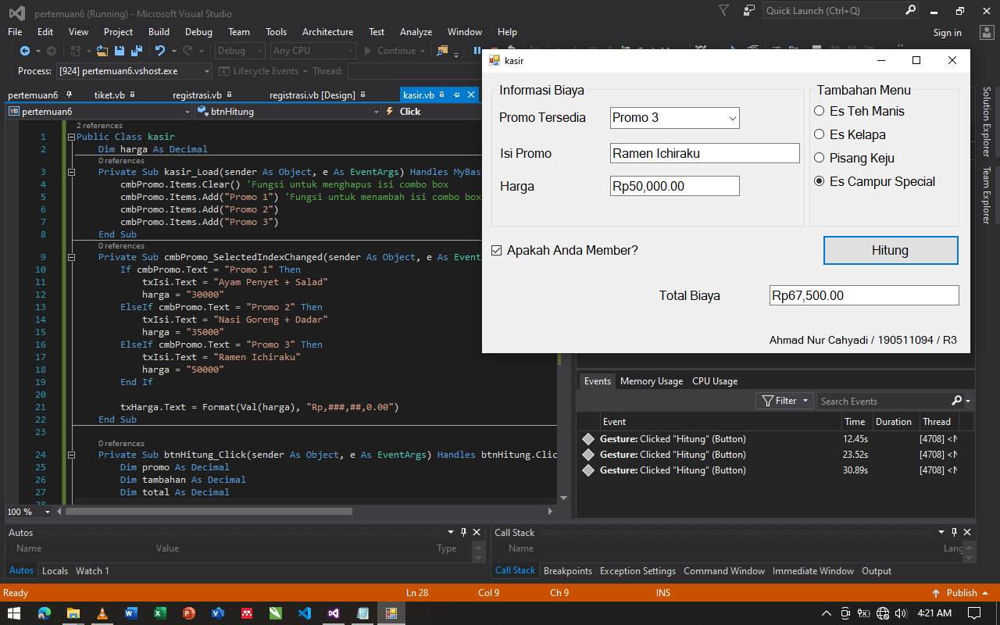 pertemuan6 (Running) - Microsoft Visual Studio
Quick Launch (Ctrl+Q)
File Edit View Project Build Debug Team Tools Architecture Test Analyze Window Help
Sign in
Debug Any CPU Continue
Process: [924] pertemuan6.vshost.exe Lifecycle Events Thread:
pertemuan6 tiket.vb registrasi.vb registrasi.vb [Design] kasir.vb
VB pertemuan6 btnHitung Click
2 references
1 Public Class kasir
2 Dim harga As Decimal
0 references
3 Private Sub kasir_Load(sender As Object, e As EventArgs) Handles MyBas
4 cmbPromo.Items.Clear() 'Fungsi untuk menghapus isi combo box
5 cmbPromo.Items.Add("Promo 1") 'Fungsi untuk menambah isi combo box
6 cmbPromo.Items.Add("Promo 2")
7 cmbPromo.Items.Add("Promo 3")
8 End Sub
0 references
9 Private Sub cmbPromo_SelectedIndexChanged(sender As Object, e As Event
10 If cmbPromo.Text = "Promo 1" Then
11 txIsi.Text = "Ayam Penyet + Salad"
12 harga = "30000"
13 ElseIf cmbPromo.Text = "Promo 2" Then
14 txIsi.Text = "Nasi Goreng + Dadar"
15 harga = "35000"
16 ElseIf cmbPromo.Text = "Promo 3" Then
17 txIsi.Text = "Ramen Ichiraku"
18 harga = "50000"
19 End If
20
21 txHarga.Text = Format(Val(harga), "Rp,###,##,0.00")
22 End Sub
23
0 references
24 Private Sub btnHitung_Click(sender As Object, e As EventArgs) Handles btnHitung.Clic
25 Dim promo As Decimal
26 Dim tambahan As Decimal
27 Dim total As Decimal
28
100 %
kasir
Informasi Biaya
Promo Tersedia Promo 3
Isi Promo Ramen Ichiraku
Harga Rp50,000.00
Tambahan Menu
Es Teh Manis
Es Kelapa
Pisang Keju
Es Campur Special
Apakah Anda Member?
Hitung
Total Biaya Rp67,500.00
Ahmad Nur Cahyadi / 190511094 / R3
Solution Explorer
Team Explorer
Events Memory Usage CPU Usage
Filter Search Events
Event Time Duration Thread
Gesture: Clicked "Hitung" (Button) 12.45s [4708] <N
Gesture: Clicked "Hitung" (Button) 23.52s [4708] <N
Gesture: Clicked "Hitung" (Button) 30.89s [4708] <N
Autos
Name Value Type
Autos Locals Watch 1
Call Stack
Name Lang
Call Stack Breakpoints Exception Settings Command Window Immediate Window Output
Ready Ln 28 Col 9 Ch 9 INS Publish
4:21 AM